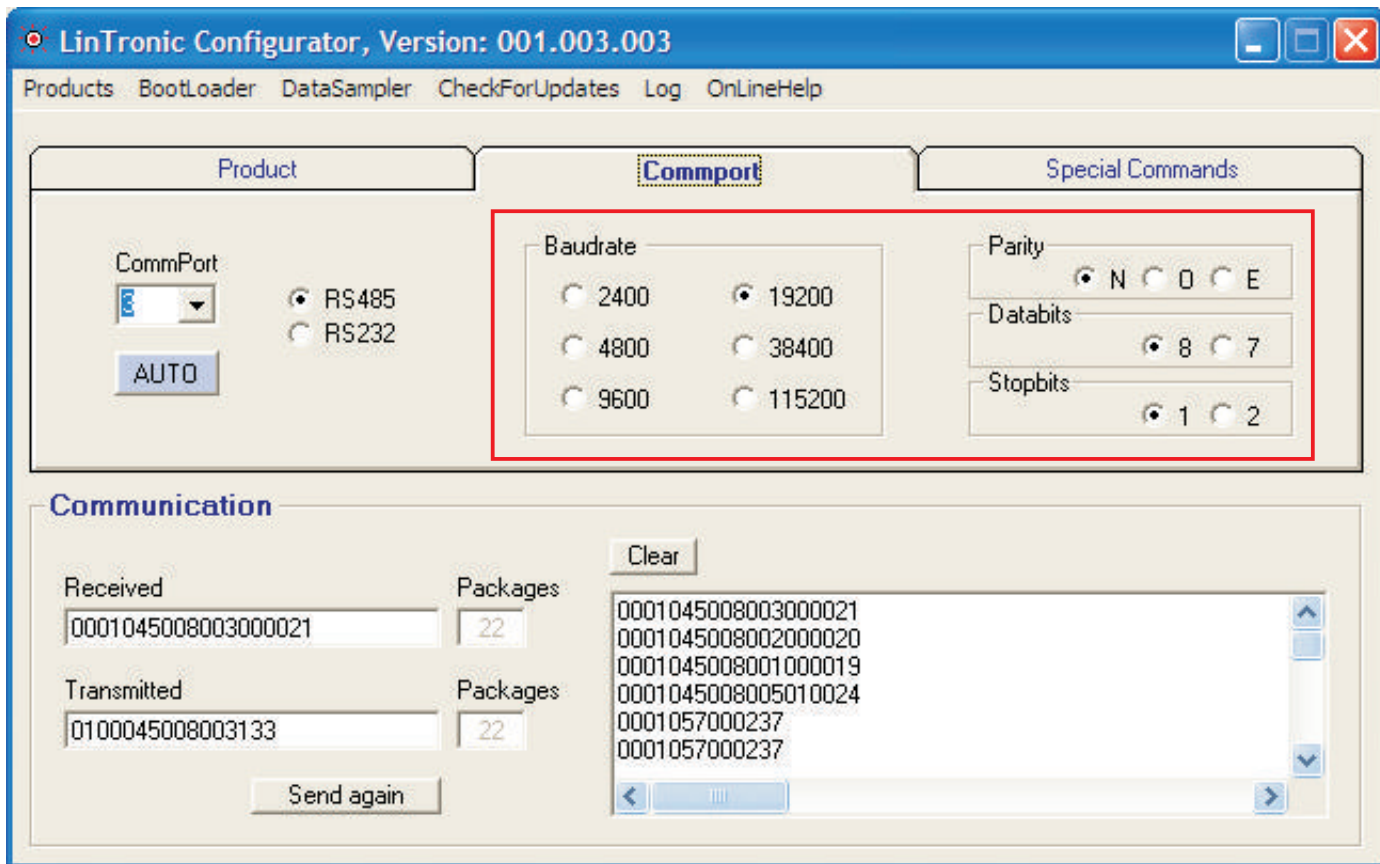 LinTronic Configurator, Version: 001.003.003
Products BootLoader DataSampler CheckForUpdates Log OnLineHelp
Product Commport Special Commands
CommPort
3
AUTO
RS485
RS232
Baudrate
2400 19200
4800 38400
9600 115200
Parity
N O E
Databits
8 7
Stopbits
1 2
Communication
Received Packages
0001045008003000021 22
Transmitted Packages
0100045008003133 22
Send again
Clear
0001045008003000021
0001045008002000020
0001045008001000019
0001045008005010024
0001057000237
0001057000237